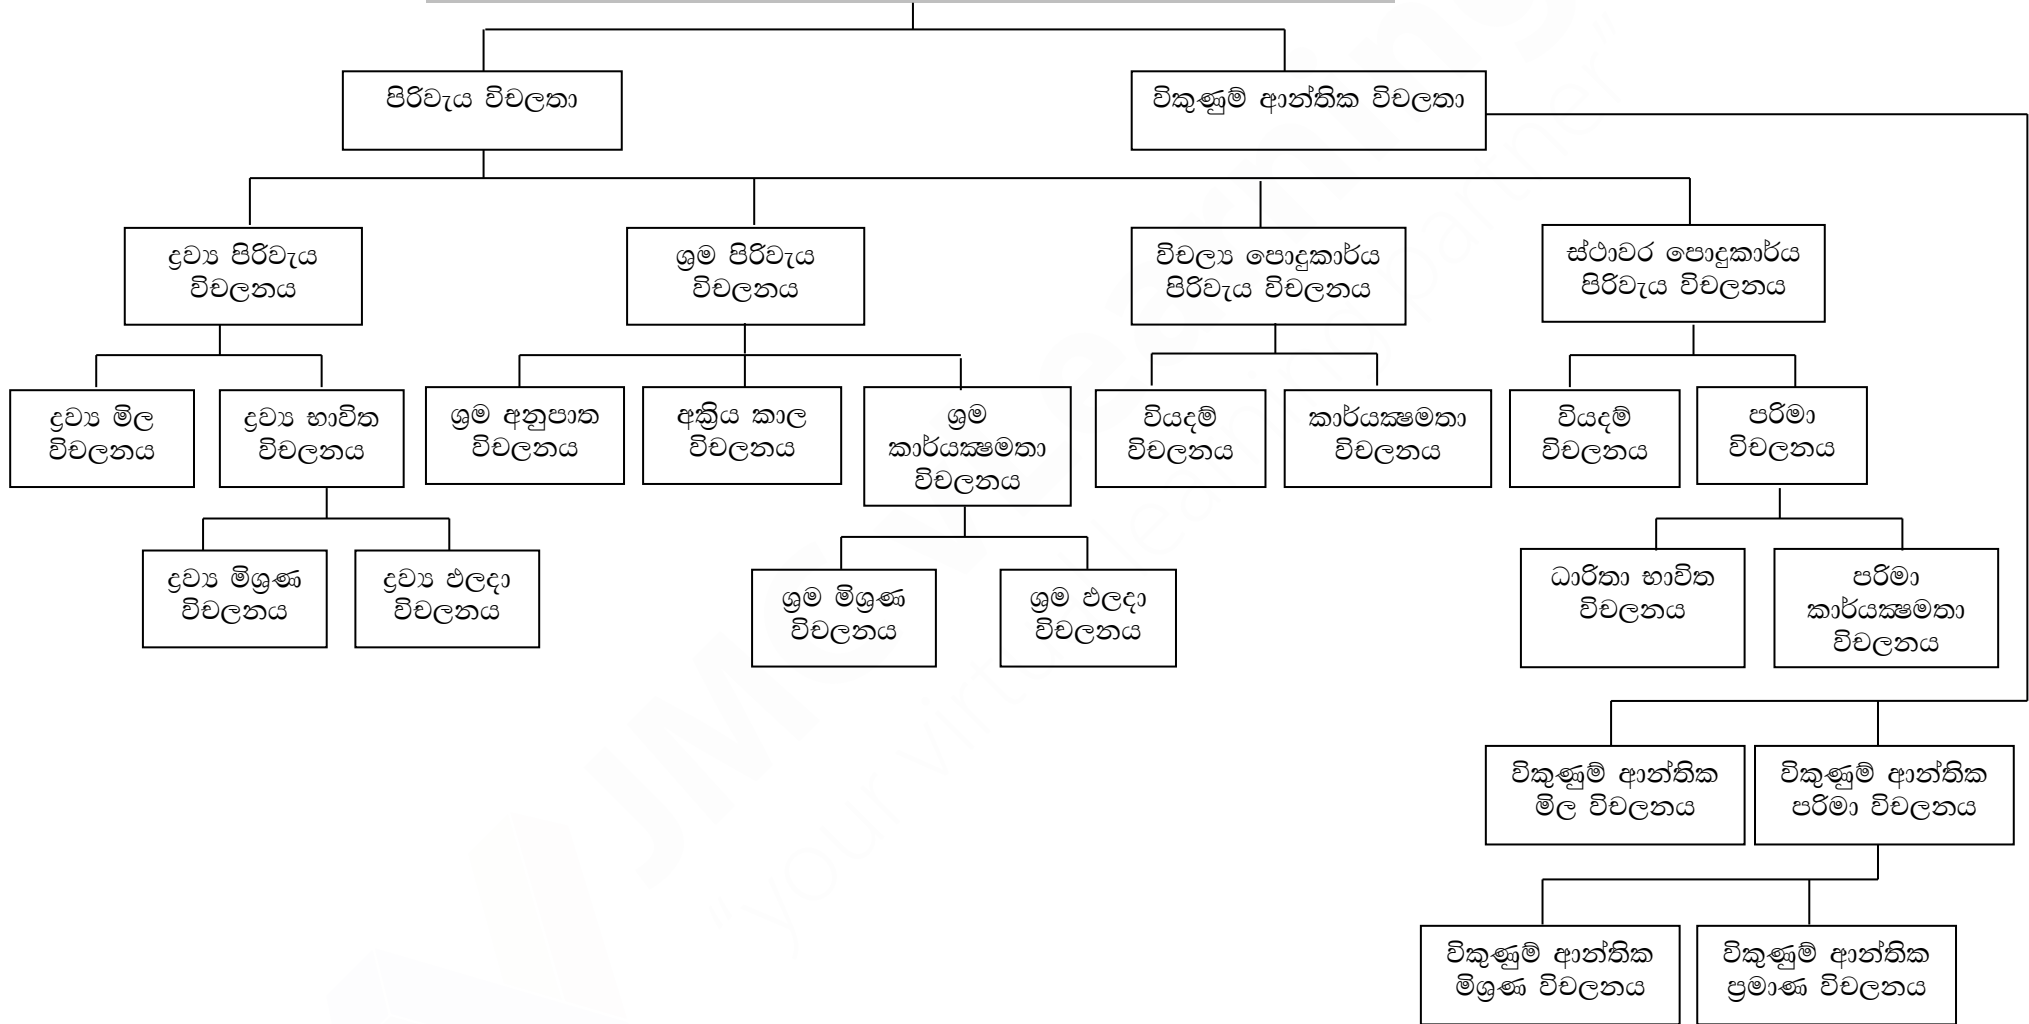 පිරිවැය විචලතා
විකුණුම් ආන්තික විචලතා
ද්‍රව්‍ය පිරිවැය
විචලනය
ශ්‍රම පිරිවැය
විචලනය
විචල්‍ය පොදුකාර්ය
පිරිවැය විචලනය
ස්ථාවර පොදුකාර්ය
පිරිවැය විචලනය
ද්‍රව්‍ය මිල
විචලනය
ද්‍රව්‍ය භාවිත
විචලනය
ශ්‍රම අනුපාත
විචලනය
අක්‍රිය කාල
විචලනය
ශ්‍රම
කාර්යක්‍ෂමතා
විචලනය
වියදම්
විචලනය
කාර්යක්‍ෂමතා
විචලනය
වියදම්
විචලනය
පරිමා
විචලනය
ද්‍රව්‍ය මිශ්‍රණ
විචලනය
ද්‍රව්‍ය ඵලදා
විචලනය
ශ්‍රම මිශ්‍රණ
විචලනය
ශ්‍රම ඵලදා
විචලනය
ධාරිතා භාවිත
විචලනය
පරිමා
කාර්යක්‍ෂමතා
විචලනය
විකුණුම් ආන්තික
මිල විචලනය
විකුණුම් ආන්තික
පරිමා විචලනය
විකුණුම් ආන්තික
මිශ්‍රණ විචලනය
විකුණුම් ආන්තික
ප්‍රමාණ විචලනය